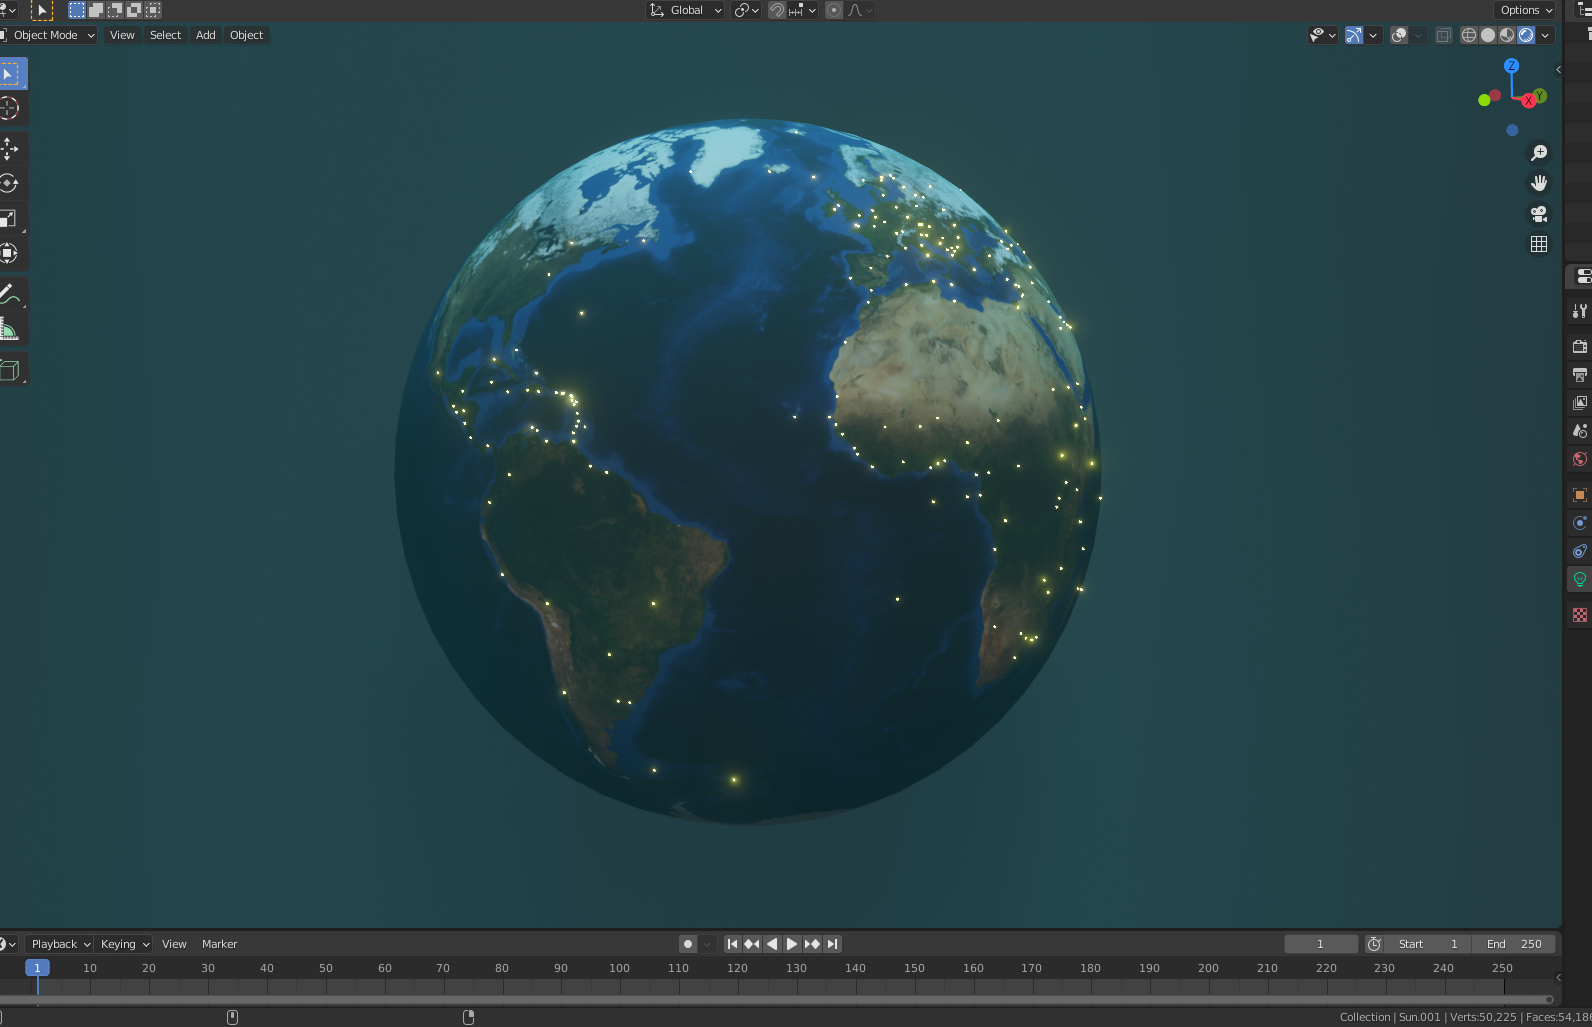 Global
Options
Object Mode View Select Add Object
Z
X Y
Playback Keying View Marker
1 Start 1 End 250
1 10 20 30 40 50 60 70 80 90 100 110 120 130 140 150 160 170 180 190 200 210 220 230 240 250
Collection | Sun.001 | Verts:50,225 | Faces:54,18